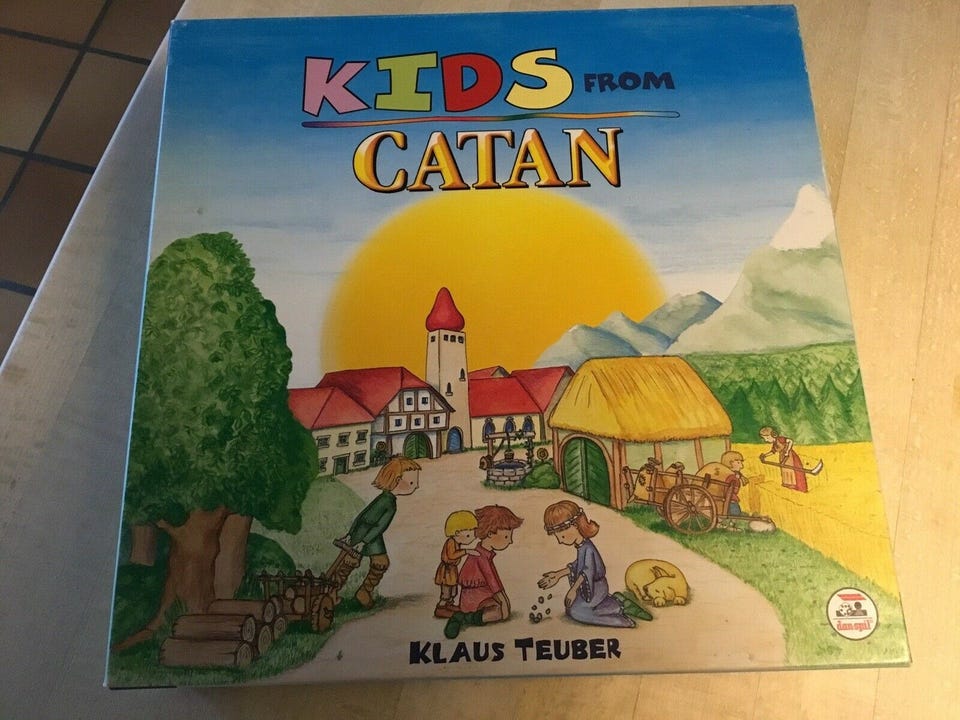 KIDS FROM
CATAN
KLAUS TEUBER
dan spil